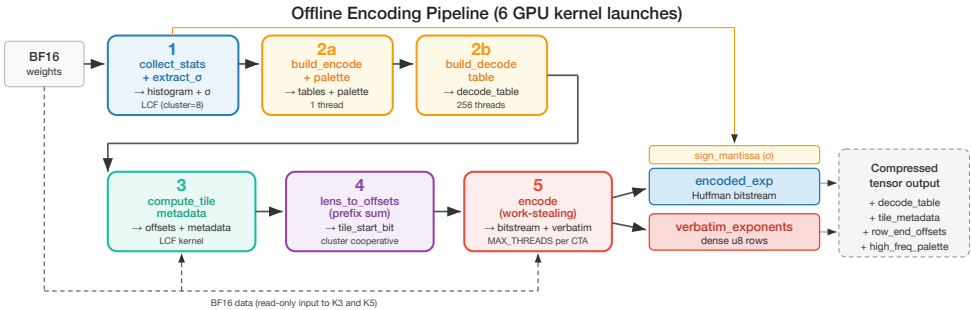 Offline Encoding Pipeline (6 GPU kernel launches)
BF16
weights
1
collect_stats
+ extract_σ
→ histogram + σ
LCF (cluster=8)
2a
build_encode
+ palette
→ tables + palette
1 thread
2b
build_decode
table
→ decode_table
256 threads
3
compute_tile
metadata
→ offsets + metadata
LCF kernel
4
lens_to_offsets
(prefix sum)
→ tile_start_bit
cluster cooperative
5
encode
(work-stealing)
→ bitstream + verbatim
MAX_THREADS per CTA
sign_mantissa (σ)
encoded_exp
Huffman bitstream
verbatim_exponents
dense u8 rows
Compressed
tensor output
+ decode_table
+ tile_metadata
+ row_end_offsets
+ high_freq_palette
BF16 data (read-only input to K3 and K5)